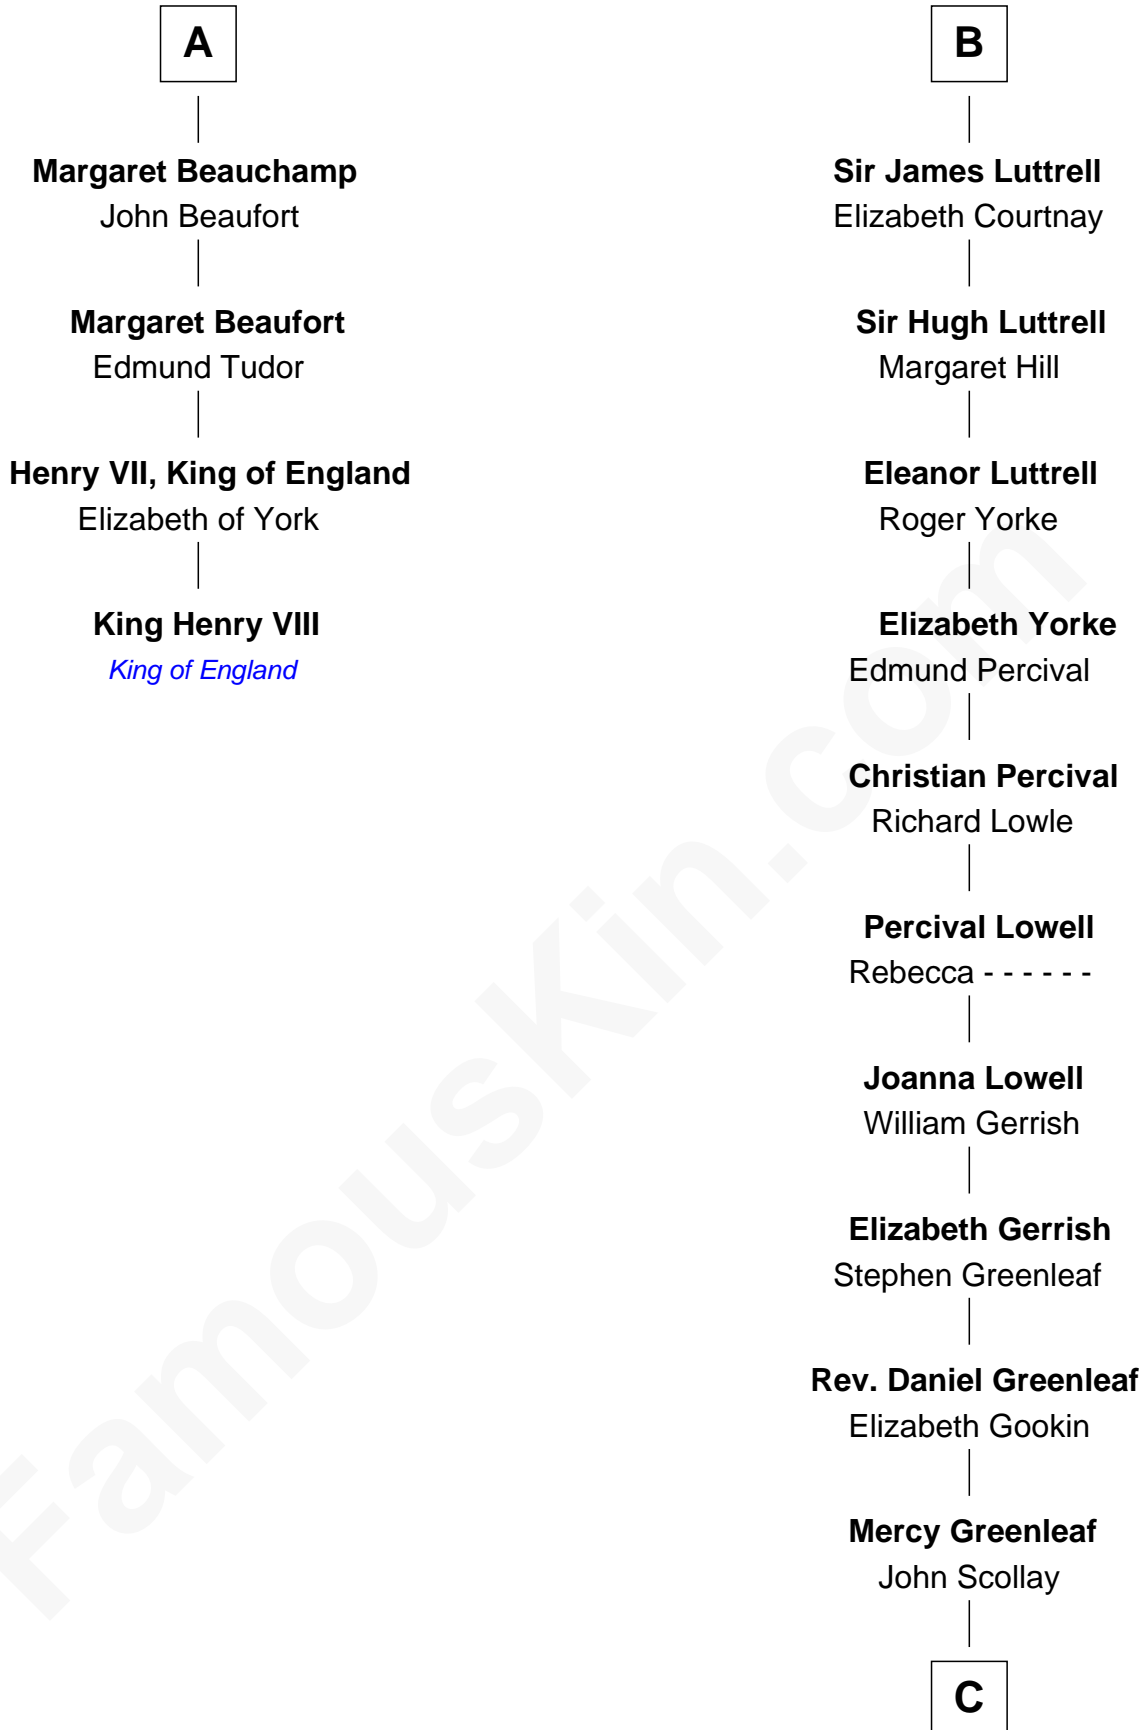 A
Margaret Beauchamp
John Beaufort
Margaret Beaufort
Edmund Tudor
Henry VII, King of England
Elizabeth of York
King Henry VIII
King of England
B
Sir James Luttrell
Elizabeth Courtnay
Sir Hugh Luttrell
Margaret Hill
Eleanor Luttrell
Roger Yorke
Elizabeth Yorke
Edmund Percival
Christian Percival
Richard Lowle
Percival Lowell
Rebecca - - - - - -
Joanna Lowell
William Gerrish
Elizabeth Gerrish
Stephen Greenleaf
Rev. Daniel Greenleaf
Elizabeth Gookin
Mercy Greenleaf
John Scollay
C
FamousKin.com